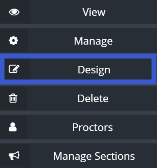 View
Manage
Design
Delete
Proctors
Manage Sections